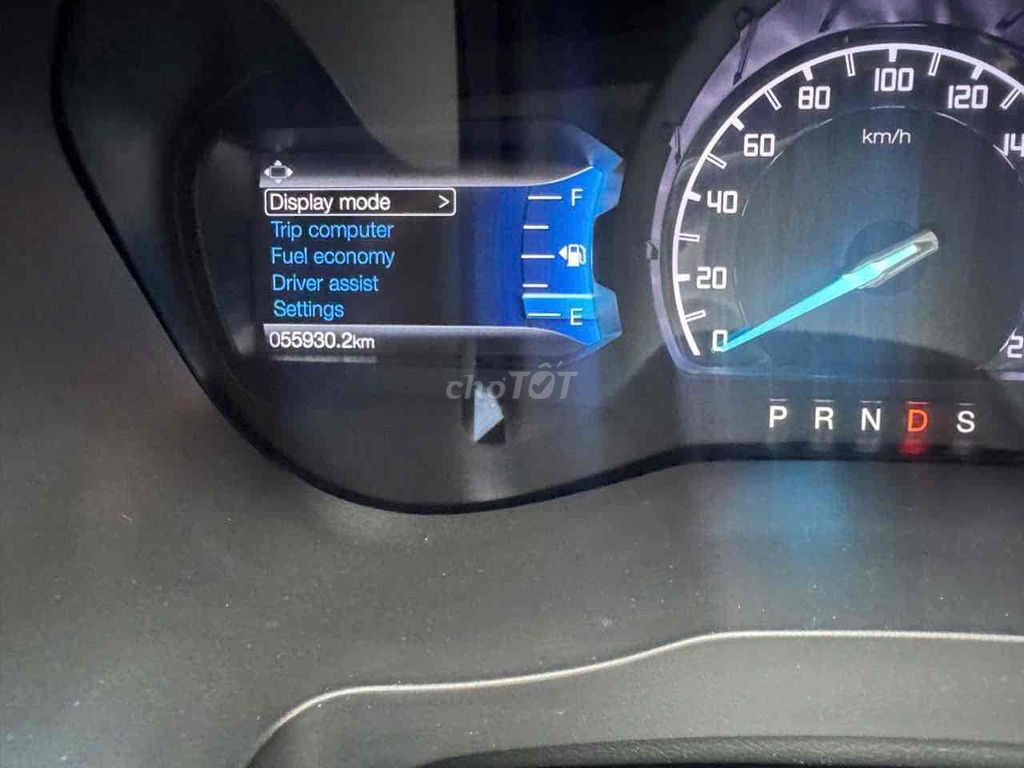 Display mode >
Trip computer
Fuel economy
Driver assist
Settings
055930.2km
F
E
0
20
40
60
80
100
120
km/h
P R N D S
chợTỐT